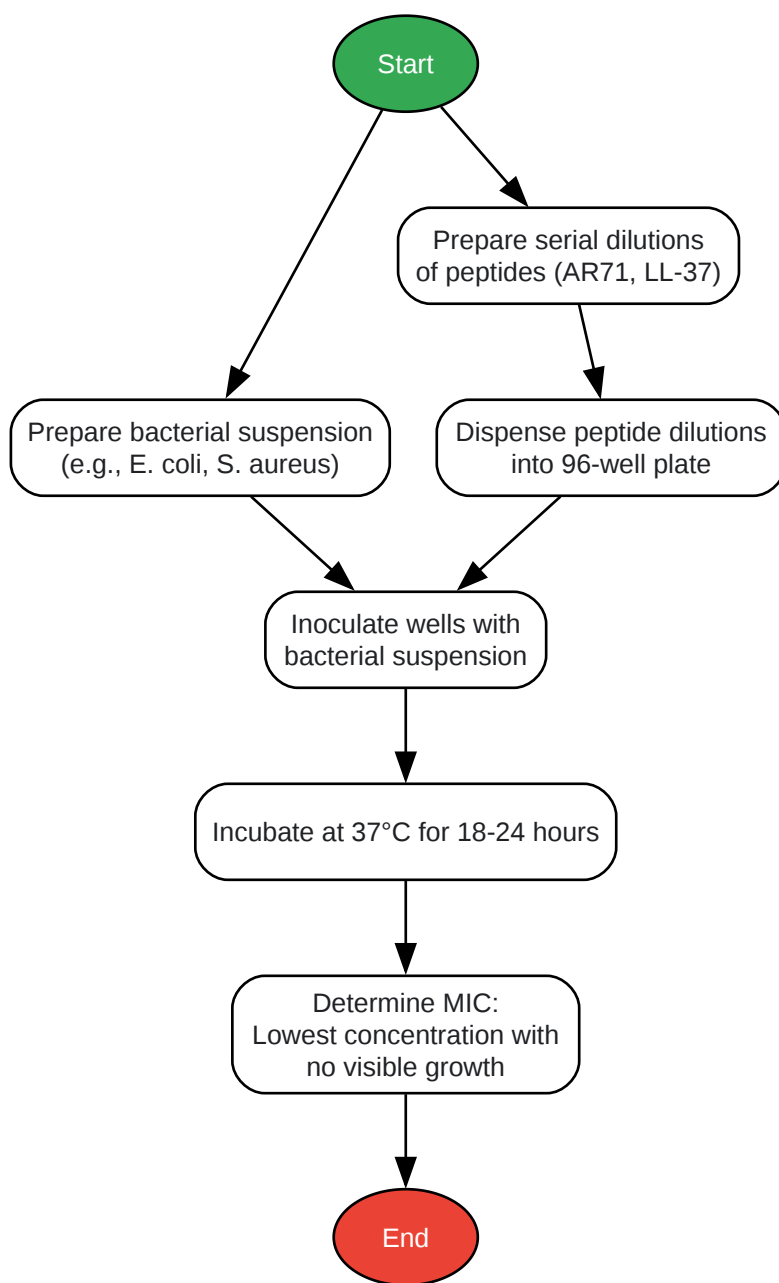 Start
Prepare serial dilutions
of peptides (AR71, LL-37)
Prepare bacterial suspension
(e.g., E. coli, S. aureus)
Dispense peptide dilutions
into 96-well plate
Inoculate wells with
bacterial suspension
Incubate at 37°C for 18-24 hours
Determine MIC:
Lowest concentration with
no visible growth
End